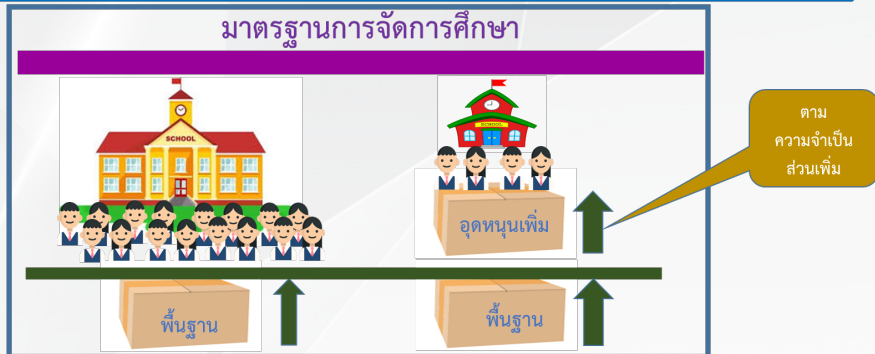 มาตรฐานการจัดการศึกษา
SCHOOL
SCHOOL
ตาม
ความจำเป็น
ส่วนเพิ่ม
อุดหนุนเพิ่ม
พื้นฐาน
พื้นฐาน